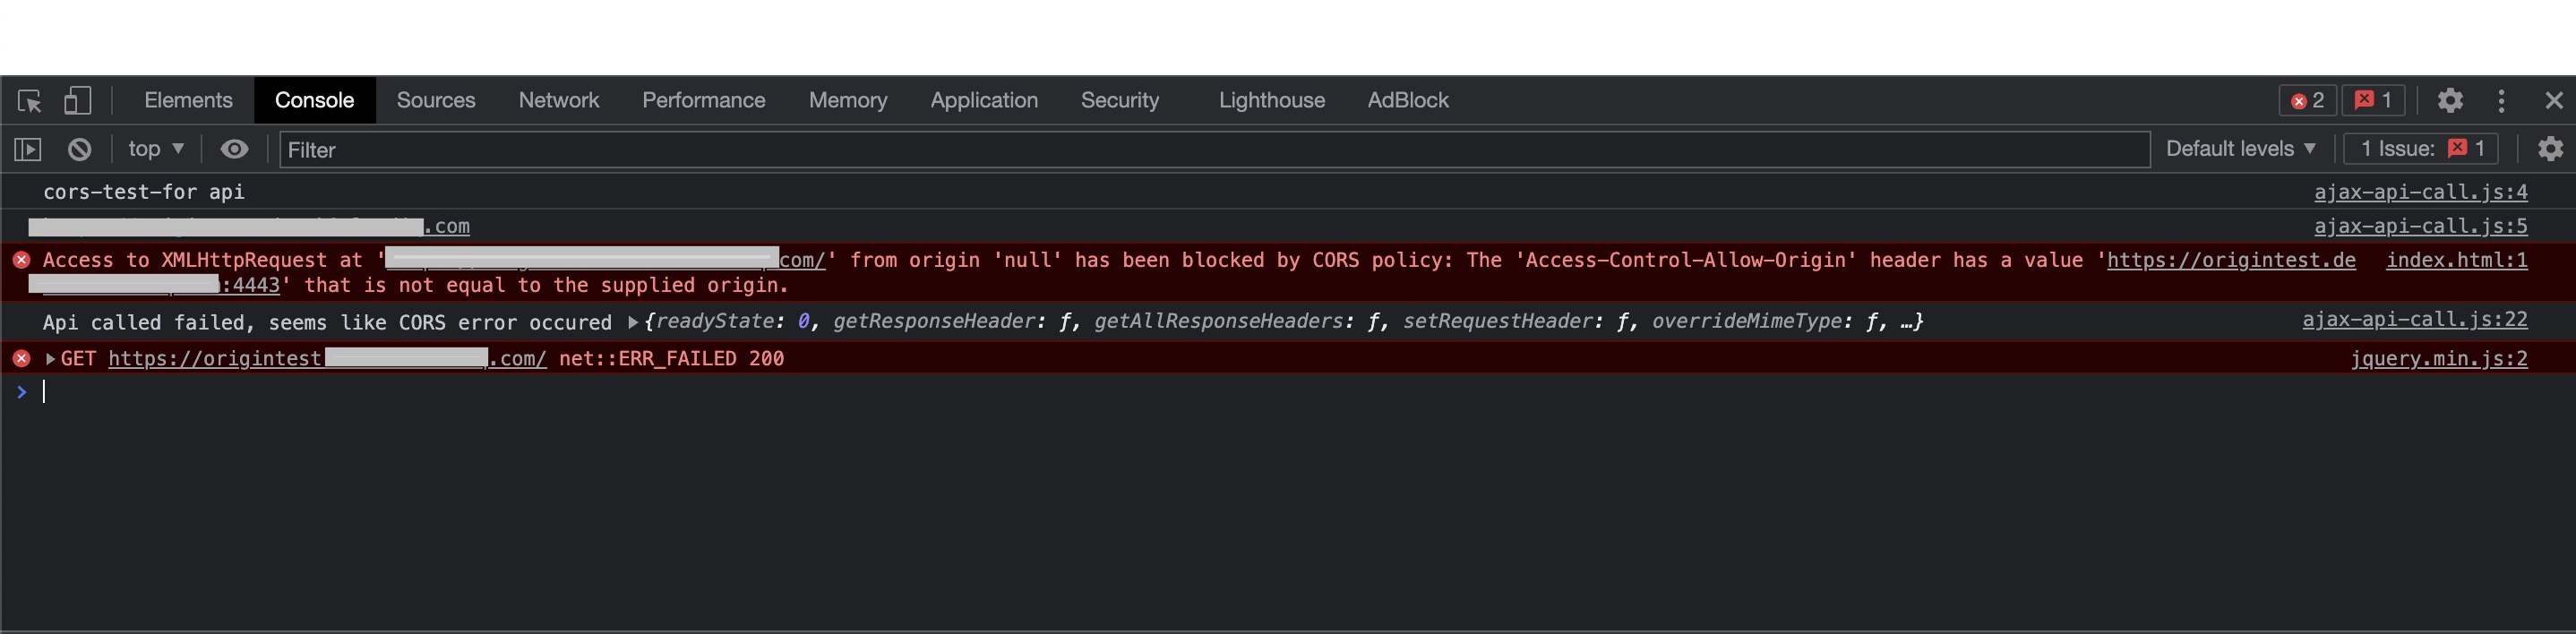 Elements Console Sources Network Performance Memory Application Security Lighthouse AdBlock 2 1
top Filter Default levels 1 Issue: 1
cors-test-for api ajax-api-call.js:4
.com ajax-api-call.js:5
Access to XMLHttpRequest at 'com/' from origin 'null' has been blocked by CORS policy: The 'Access-Control-Allow-Origin' header has a value 'https://origintest.de index.html:1
:4443' that is not equal to the supplied origin.
Api called failed, seems like CORS error occured ▶{readyState: 0, getResponseHeader: ƒ, getAllResponseHeaders: ƒ, setRequestHeader: ƒ, overrideMimeType: ƒ, …} ajax-api-call.js:22
▶GET https://origintest .com/ net::ERR_FAILED 200 jquery.min.js:2
>